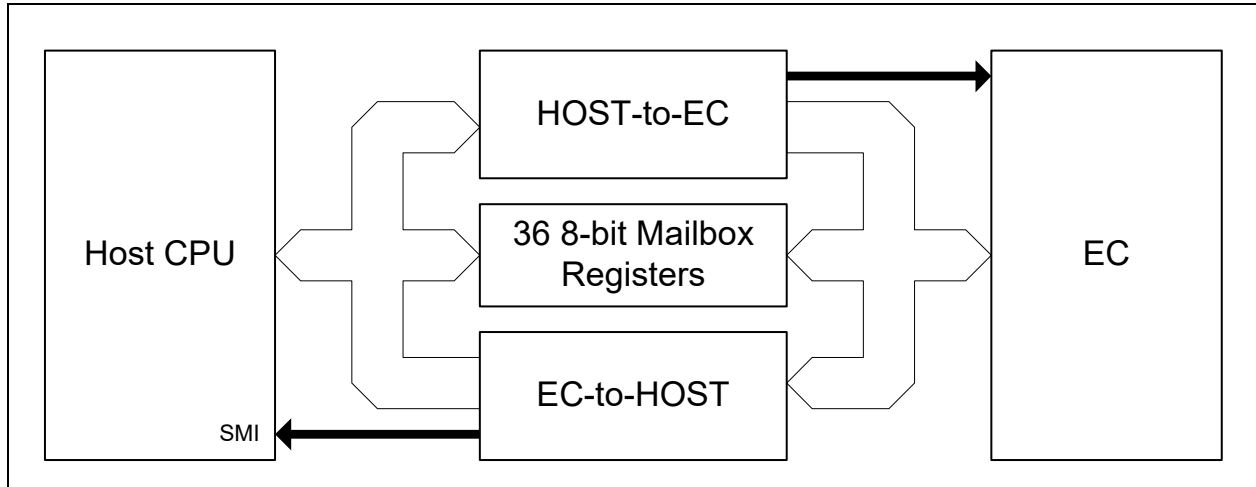 HOST-to-EC
Host CPU
36 8-bit Mailbox
Registers
EC
EC-to-HOST
SMI